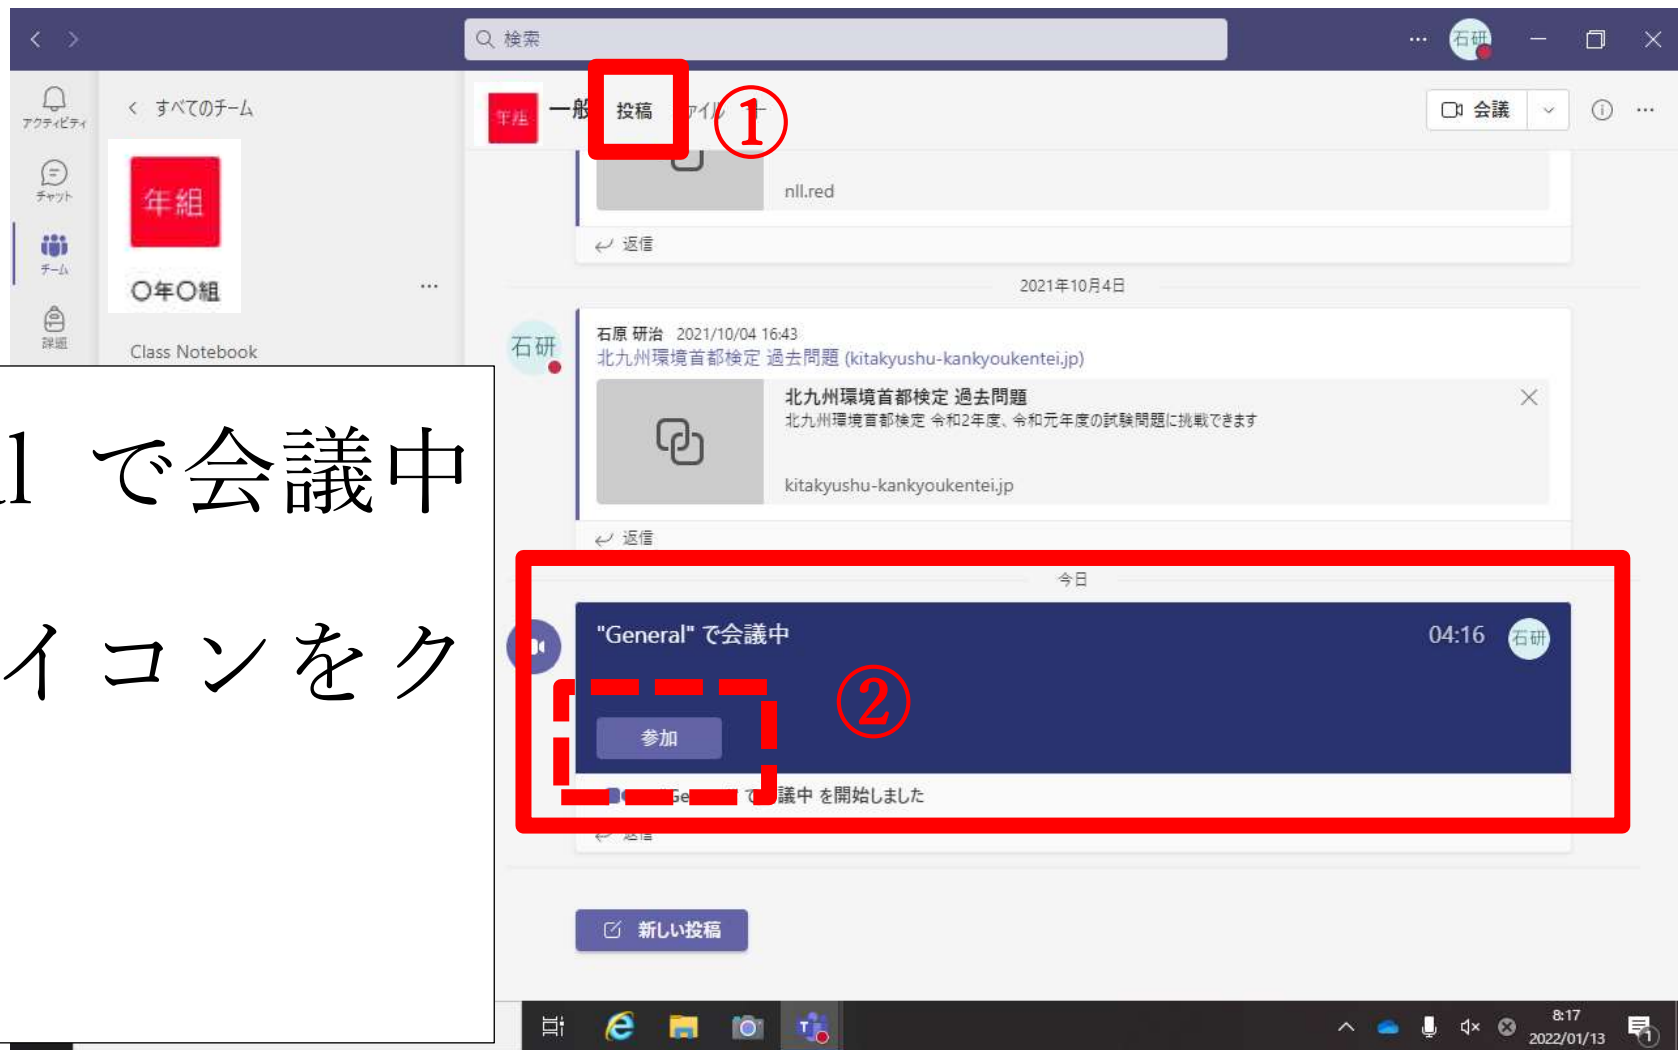 検索
石研
アクティビティ
すべてのチーム
年組
一般
投稿
①
会議
チャット
年組
nll.red
返信
チーム
〇年〇組
2021年10月4日
課題
Class Notebook
石研
石原 研治 2021/10/04 16:43
北九州環境首都検定 過去問題 (kitakyushu-kankyoukentei.jp)
北九州環境首都検定 過去問題
北九州環境首都検定 令和2年度、令和元年度の試験問題に挑戦できます
kitakyushu-kankyoukentei.jp
返信
で会議中
イコンをク
今日
"General" で会議中
04:16
石研
②
参加
議中 を開始しました
返信
新しい投稿
8:17
2022/01/13
1